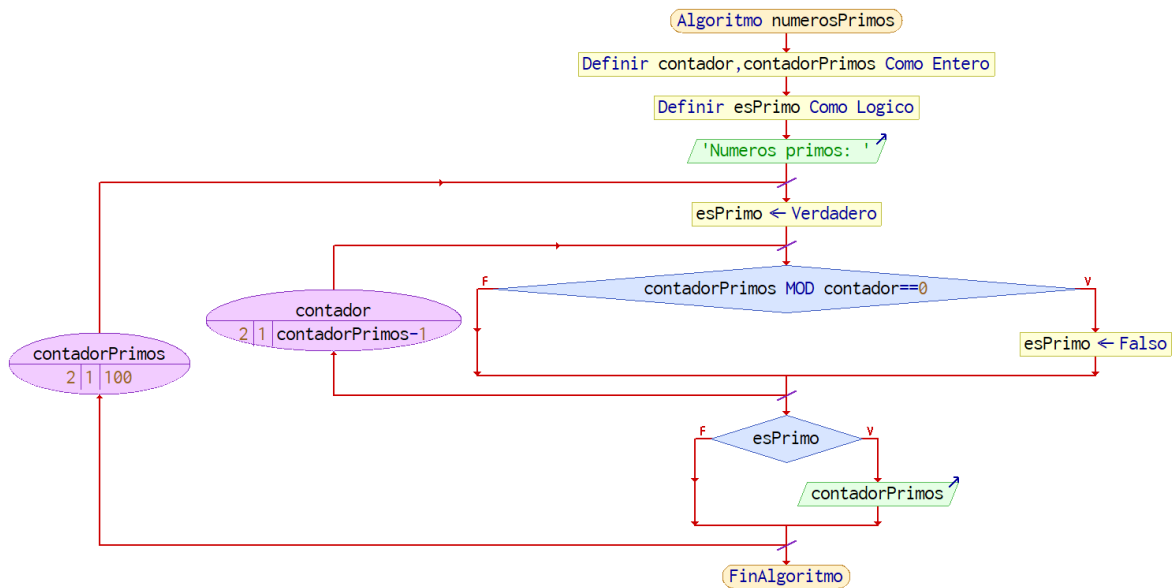 Algoritmo numerosPrimos
Definir contador,contadorPrimos Como Entero
Definir esPrimo Como Logico
'Numeros primos: '
esPrimo ← Verdadero
F
contadorPrimos MOD contador==0
V
contador
2 1 contadorPrimos-1
esPrimo ← Falso
contadorPrimos
2 1 100
F
esPrimo
V
contadorPrimos
FinAlgoritmo